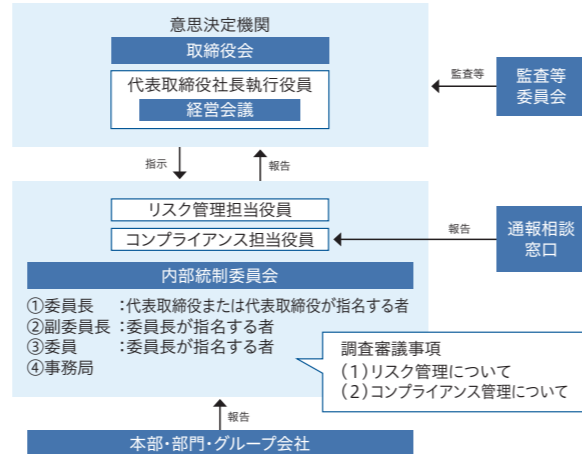 意思決定機関
取締役会
代表取締役社長執行役員
経営会議
監査等
監査等
委員会
指示
報告
リスク管理担当役員
コンプライアンス担当役員
報告
通報相談
窓口
内部統制委員会
①委員長 :代表取締役または代表取締役が指名する者
②副委員長:委員長が指名する者
③委員 :委員長が指名する者
④事務局
調査審議事項
(1)リスク管理について
(2)コンプライアンス管理について
報告
本部・部門・グループ会社